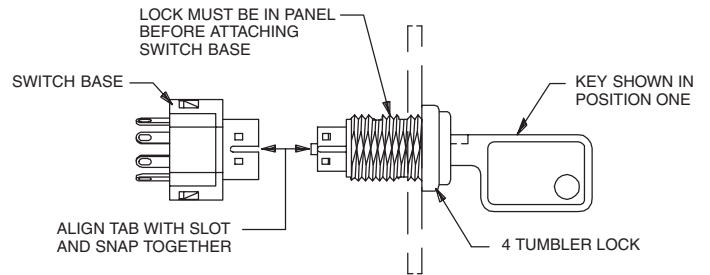 LOCK MUST BE IN PANEL
BEFORE ATTACHING
SWITCH BASE
SWITCH BASE
KEY SHOWN IN
POSITION ONE
ALIGN TAB WITH SLOT
AND SNAP TOGETHER
4 TUMBLER LOCK